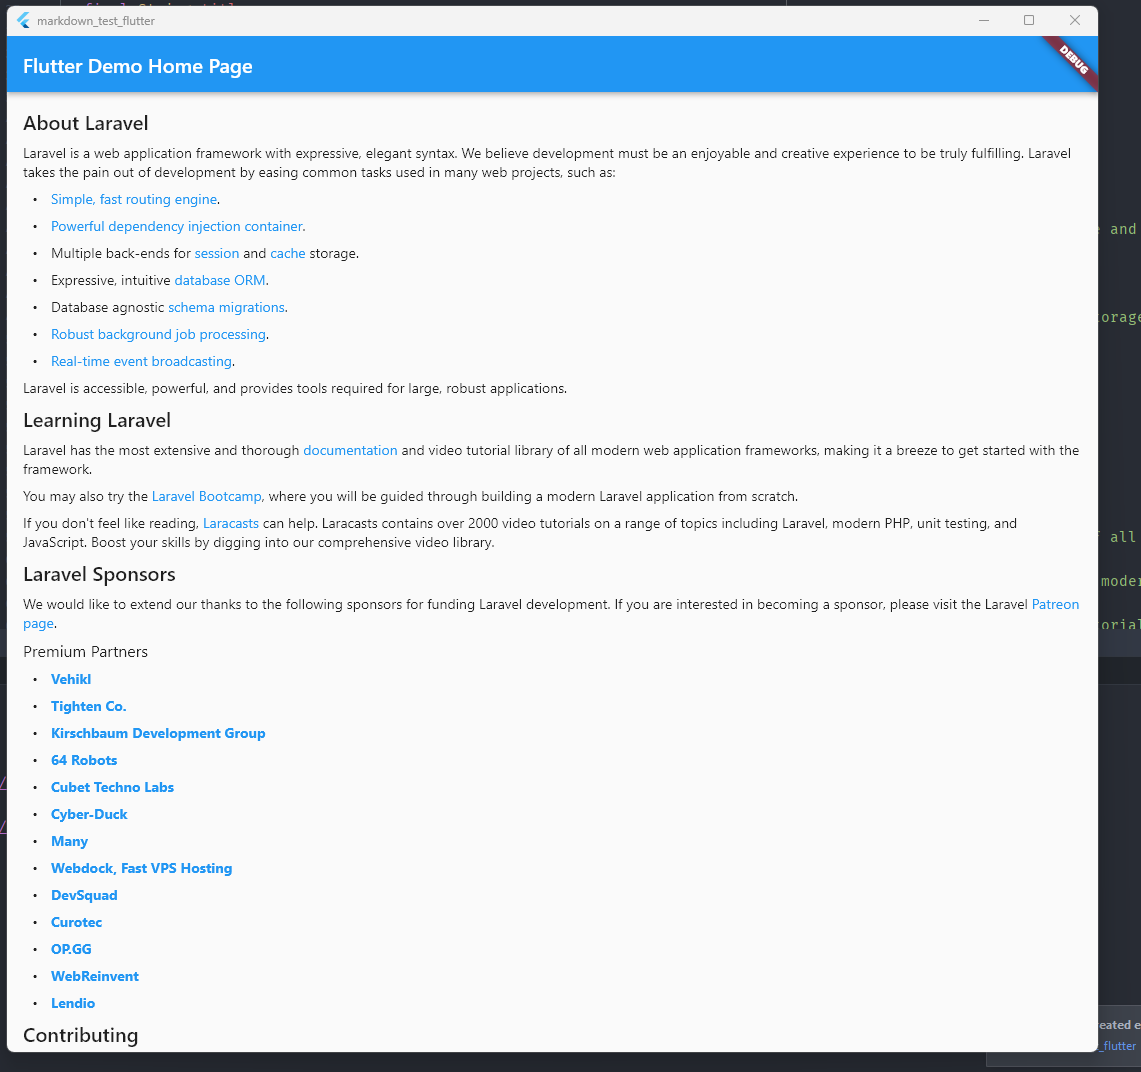 final String title
markdown_test_flutter
Flutter Demo Home Page
DEBUG
About Laravel
Laravel is a web application framework with expressive, elegant syntax. We believe development must be an enjoyable and creative experience to be truly fulfilling. Laravel
takes the pain out of development by easing common tasks used in many web projects, such as:
• Simple, fast routing engine.
• Powerful dependency injection container.
• Multiple back-ends for session and cache storage.
• Expressive, intuitive database ORM.
• Database agnostic schema migrations.
• Robust background job processing.
• Real-time event broadcasting.
Laravel is accessible, powerful, and provides tools required for large, robust applications.
Learning Laravel
Laravel has the most extensive and thorough documentation and video tutorial library of all modern web application frameworks, making it a breeze to get started with the
framework.
You may also try the Laravel Bootcamp, where you will be guided through building a modern Laravel application from scratch.
If you don't feel like reading, Laracasts can help. Laracasts contains over 2000 video tutorials on a range of topics including Laravel, modern PHP, unit testing, and
JavaScript. Boost your skills by digging into our comprehensive video library.
Laravel Sponsors
We would like to extend our thanks to the following sponsors for funding Laravel development. If you are interested in becoming a sponsor, please visit the Laravel Patreon
page.
Premium Partners
• Vehikl
• Tighten Co.
• Kirschbaum Development Group
• 64 Robots
• Cubet Techno Labs
• Cyber-Duck
• Many
• Webdock, Fast VPS Hosting
• DevSquad
• Curotec
• OP.GG
• WebReinvent
• Lendio
Contributing
and
orage
all
moder
orial
eated e
_flutter